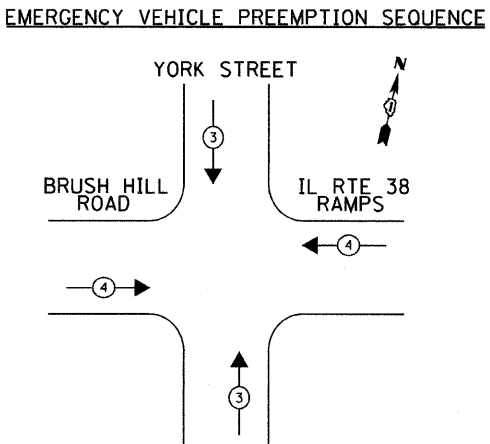 EMERGENCY VEHICLE PREEMPTION SEQUENCE
YORK STREET
N
3
BRUSH HILL
ROAD
IL RTE 38
RAMPS
4
4
3